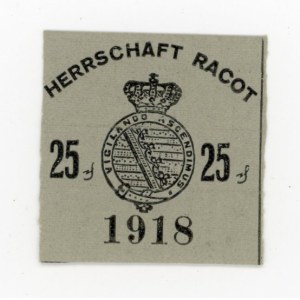 HERRSCHAFT RACOT
VIGILANDO ASCENDIMUS
25 ₰ 25 ₰
1918